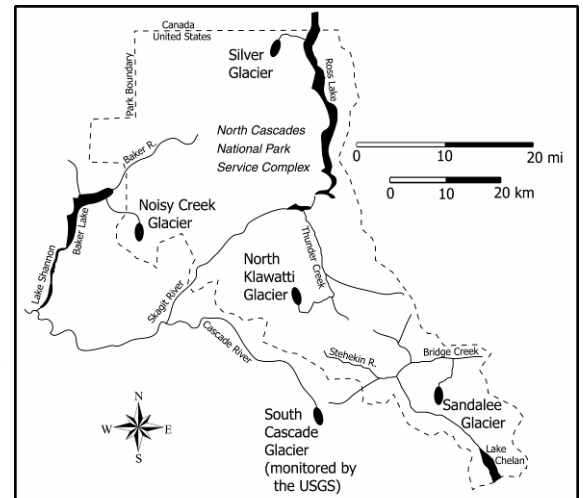 Canada
United States
Park Boundary
Silver
Glacier
Ross Lake
North Cascades
National Park
Service Complex
0 10 20 mi
0 10 20 km
Baker R.
Baker Lake
Noisy Creek
Glacier
Lake Shannon
Skagit River
Thunder Creek
North
Klawatti
Glacier
Cascade River
Stehekin R.
Bridge Creek
Sandalee
Glacier
South
Cascade
Glacier
(monitored by
the USGS)
Lake
Chelan
N
W E
S